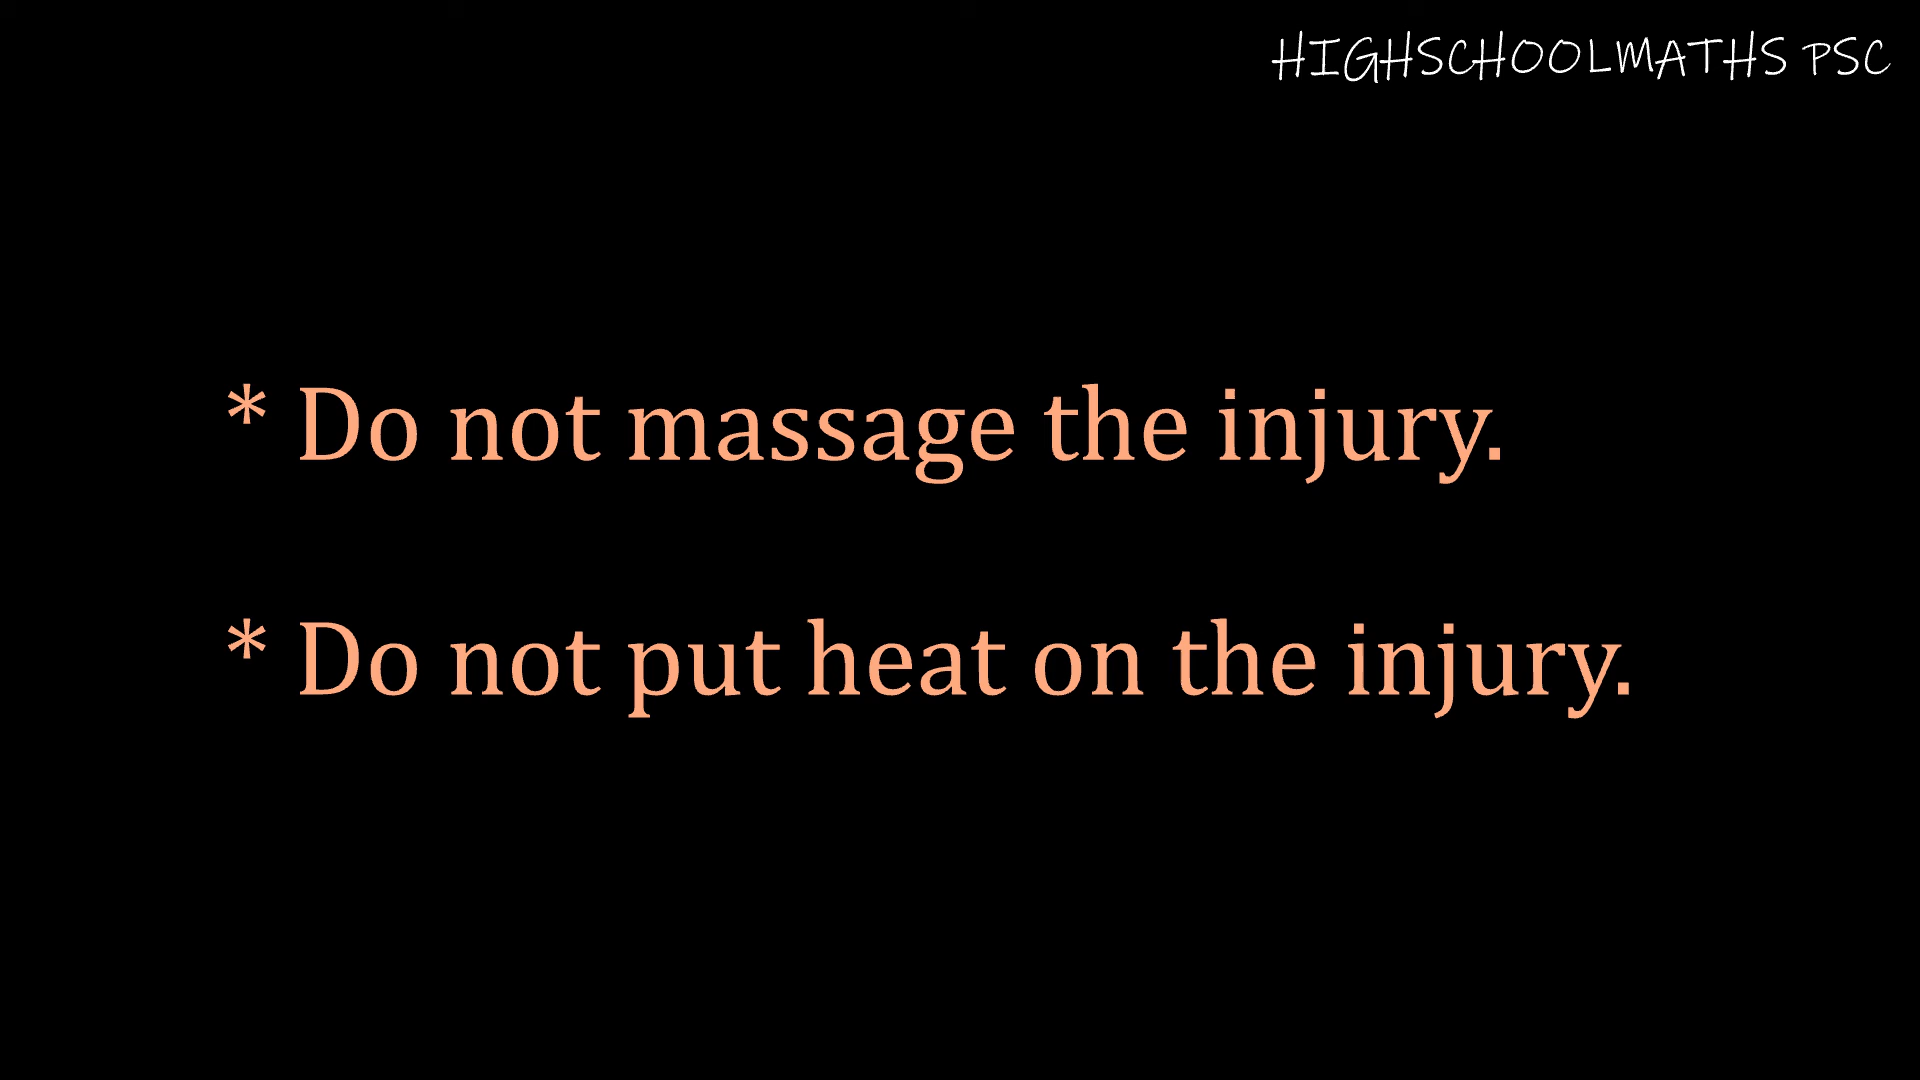 HIGHSCHOOLMATHS PSC
* Do not massage the injury.
* Do not put heat on the injury.